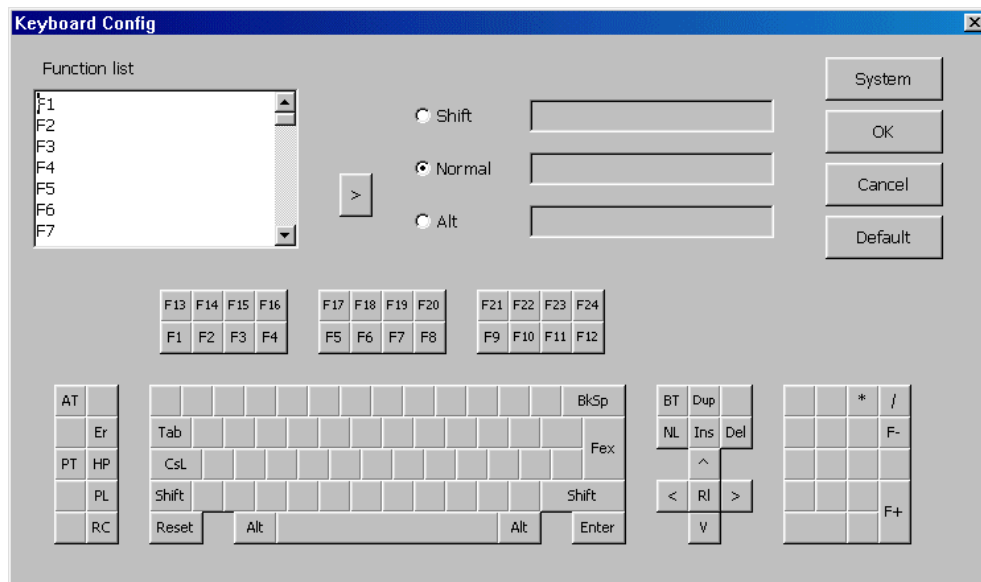 Keyboard Config
Function list
F1
F2
F3
F4
F5
F6
F7
>
Shift
Normal
Alt
System
OK
Cancel
Default
F13 F14 F15 F16 F17 F18 F19 F20 F21 F22 F23 F24
F1 F2 F3 F4 F5 F6 F7 F8 F9 F10 F11 F12
AT BkSp BT Dup * /
Er Tab Fex NL Ins Del F-
PT HP CsL ^
PL Shift Shift < Rl > F+
RC Reset Alt Alt Enter V